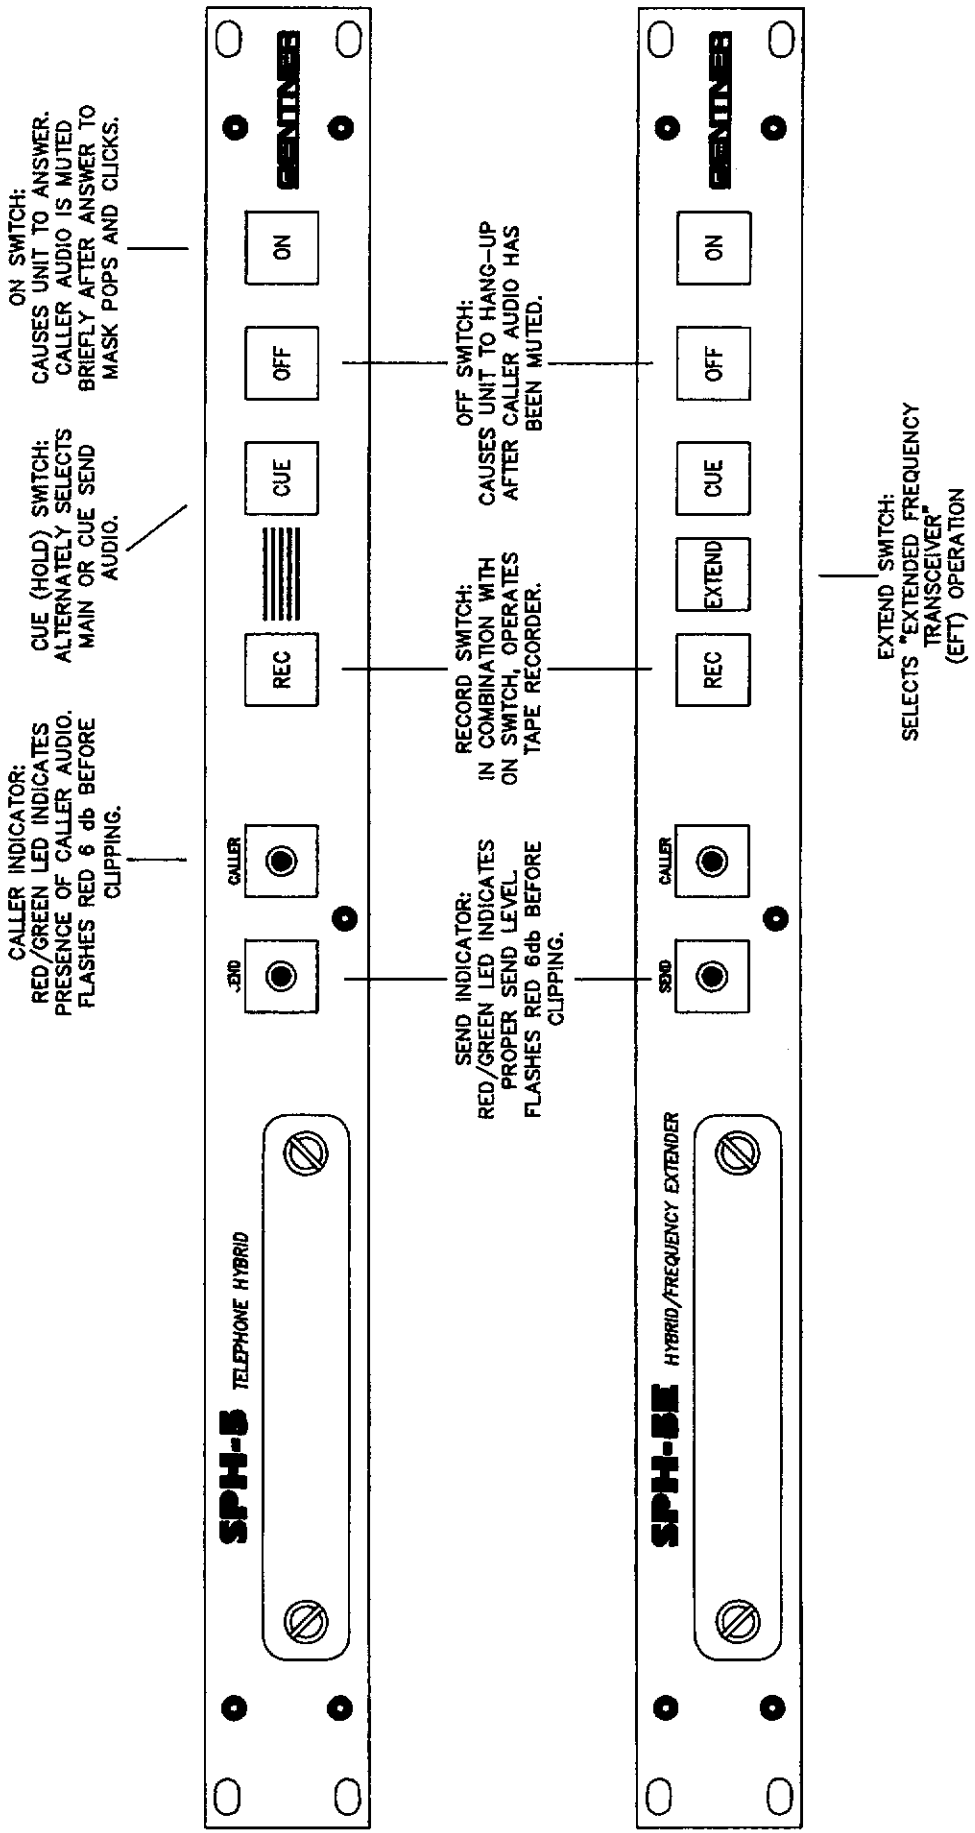 CALLER INDICATOR:
RED/GREEN LED INDICATES
PRESENCE OF CALLER AUDIO.
FLASHES RED 6 db BEFORE
CLIPPING.
CUE (HOLD) SWITCH:
ALTERNATELY SELECTS
MAIN OR CUE SEND
AUDIO.
ON SWITCH:
CAUSES UNIT TO ANSWER.
CALLER AUDIO IS MUTED
BRIEFLY AFTER ANSWER TO
MASK POPS AND CLICKS.
SPH-5 TELEPHONE HYBRID
CALLER
REC
CUE
OFF
ON
GENTNER
SEND INDICATOR:
RED/GREEN LED INDICATES
PROPER SEND LEVEL.
FLASHES RED 6db BEFORE
CLIPPING.
RECORD SWITCH:
IN COMBINATION WITH
ON SWITCH, OPERATES
TAPE RECORDER.
OFF SWITCH:
CAUSES UNIT TO HANG-UP
AFTER CALLER AUDIO HAS
BEEN MUTED.
SPH-5E HYBRID/FREQUENCY EXTENDER
SEND
CALLER
REC
EXTEND
CUE
OFF
ON
GENTNER
EXTEND SWITCH:
SELECTS "EXTENDED FREQUENCY
TRANSCEIVER"
(EFT) OPERATION